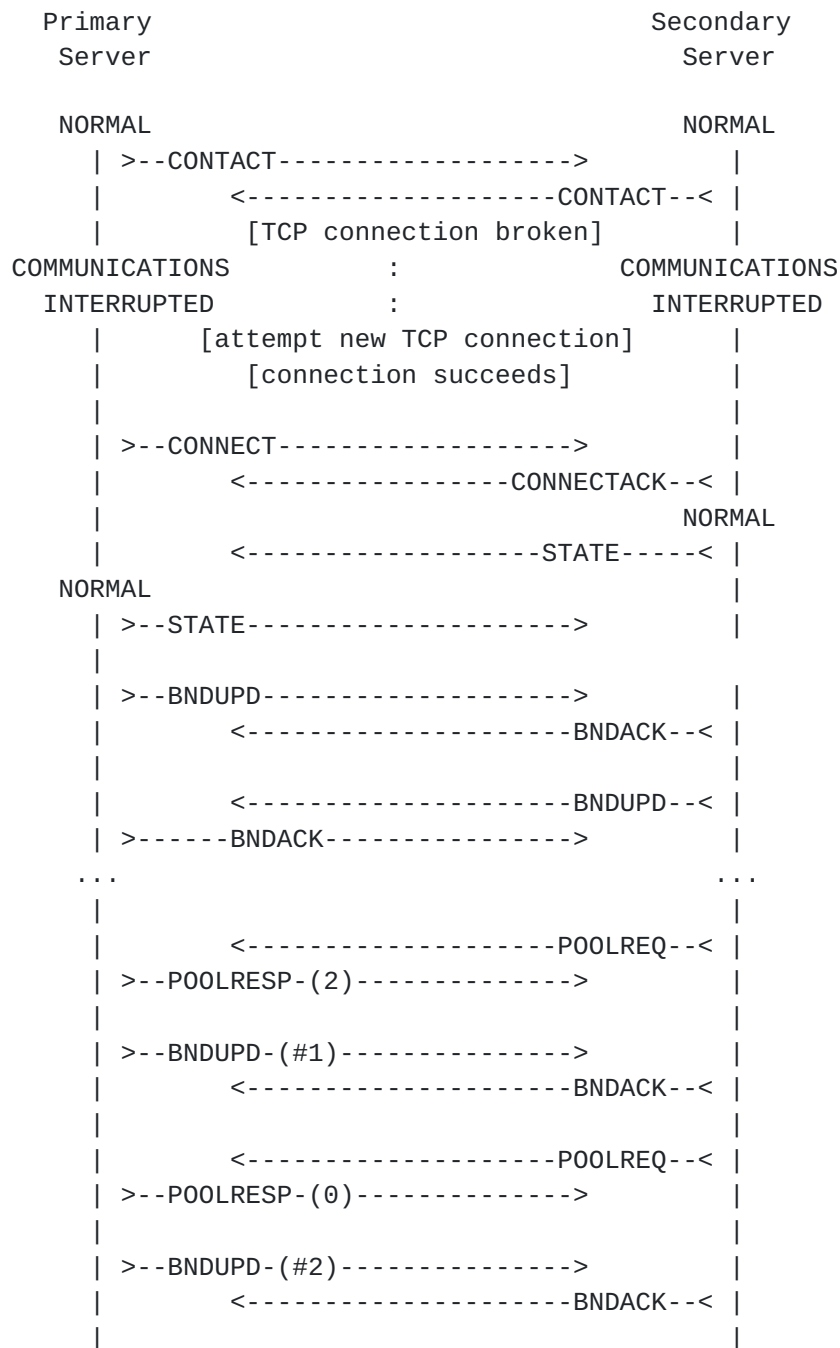 Primary                                Secondary
   Server                                  Server

   NORMAL                                  NORMAL
     | >--CONTACT------------------->         |
     |        <--------------------CONTACT--< |
     |         [TCP connection broken]        |
COMMUNICATIONS          :              COMMUNICATIONS
  INTERRUPTED           :                INTERRUPTED
     |      [attempt new TCP connection]      |
     |         [connection succeeds]          |
     |                                        |
     | >--CONNECT------------------->         |
     |        <-----------------CONNECTACK--< |
     |                                     NORMAL
     |        <-------------------STATE-----< |
   NORMAL                                     |
     | >--STATE--------------------->         |
     |
     | >--BNDUPD-------------------->         |
     |        <---------------------BNDACK--< |
     |                                        |
     |        <---------------------BNDUPD--< |
     | >------BNDACK---------------->         |
    ...                                      ...
     |                                        |
     |        <--------------------POOLREQ--< |
     | >--POOLRESP-(2)-------------->         |
     |                                        |
     | >--BNDUPD-(#1)--------------->         |
     |        <---------------------BNDACK--< |
     |                                        |
     |        <--------------------POOLREQ--< |
     | >--POOLRESP-(0)-------------->         |
     |                                        |
     | >--BNDUPD-(#2)--------------->         |
     |        <---------------------BNDACK--< |
     |                                        |